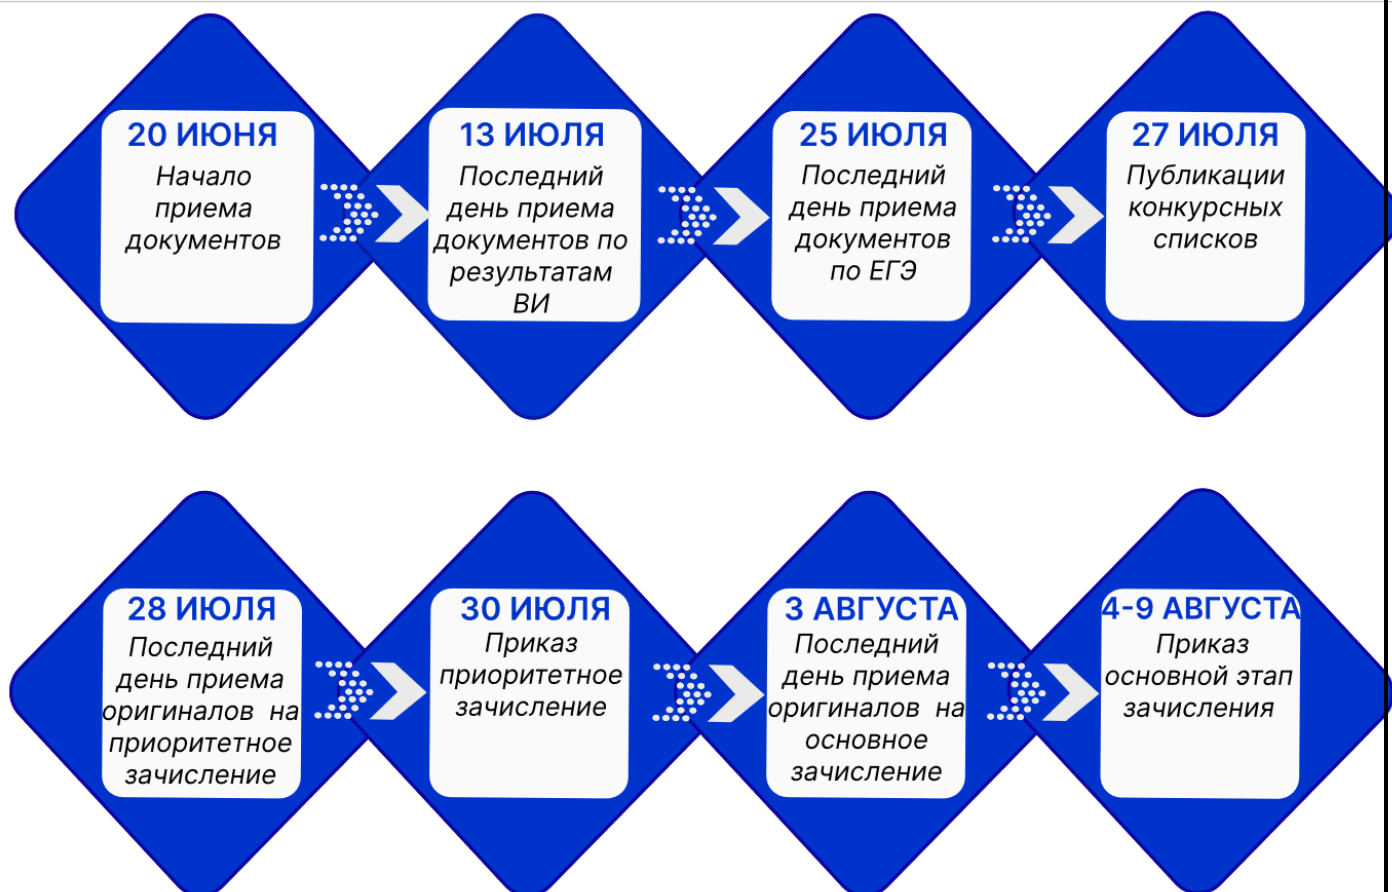 20 ИЮНЯ
Начало
приема
документов
13 ИЮЛЯ
Последний
день приема
документов по
результатам
ВИ
25 ИЮЛЯ
Последний
день приема
документов
по ЕГЭ
27 ИЮЛЯ
Публикации
конкурсных
списков
28 ИЮЛЯ
Последний
день приема
оригиналов на
приоритетное
зачисление
30 ИЮЛЯ
Приказ
приоритетное
зачисление
3 АВГУСТА
Последний
день приема
оригиналов на
основное
зачисление
4-9 АВГУСТА
Приказ
основной этап
зачисления